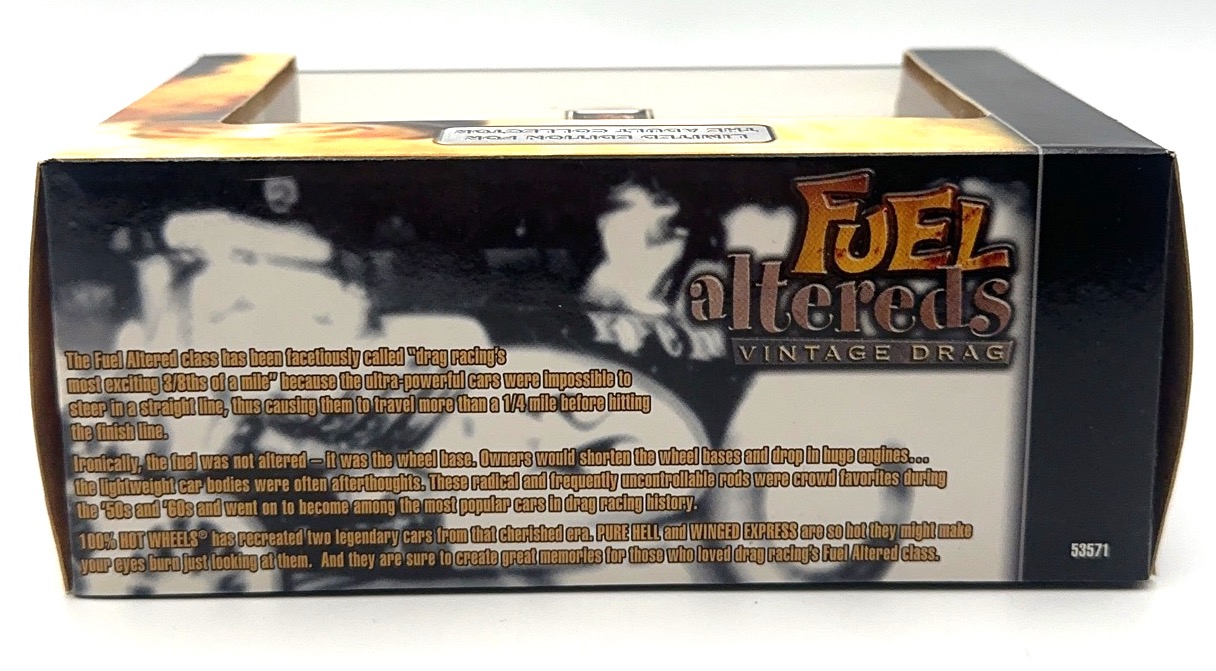 LIMITED EDITION FOR
THE ADULT COLLECTOR
FUEL
altereds
VINTAGE DRAG
The Fuel Altered class has been facetiously called "drag racing's
most exciting 3/8ths of a mile" because the ultra-powerful cars were impossible to
steer in a straight line, thus causing them to travel more than a 1/4 mile before hitting
the finish line.
Ironically, the fuel was not altered – it was the wheel base. Owners would shorten the wheel bases and drop in huge engines...
the lightweight car bodies were often afterthoughts. These radical and frequently uncontrollable rods were crowd favorites during
the '50s and '60s and went on to become among the most popular cars in drag racing history.
100% HOT WHEELS® has recreated two legendary cars from that cherished era. PURE HELL and WINGED EXPRESS are so hot they might make
your eyes burn just looking at them. And they are sure to create great memories for those who loved drag racing's Fuel Altered class.
53571